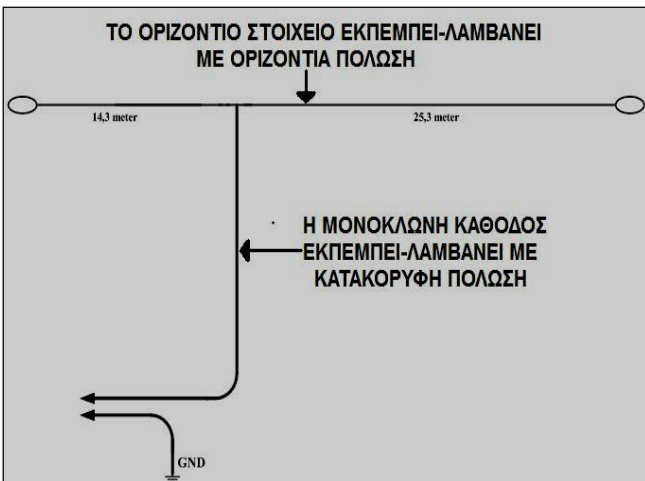 ΤΟ ΟΡΙΖΟΝΤΙΟ ΣΤΟΙΧΕΙΟ ΕΚΠΕΜΠΕΙ-ΛΑΜΒΑΝΕΙ
ΜΕ ΟΡΙΖΟΝΤΙΑ ΠΟΛΩΣΗ
14,3 meter
25,3 meter
Η ΜΟΝΟΚΛΩΝΗ ΚΑΘΟΔΟΣ
ΕΚΠΕΜΠΕΙ-ΛΑΜΒΑΝΕΙ ΜΕ
ΚΑΤΑΚΟΡΥΦΗ ΠΟΛΩΣΗ
GND